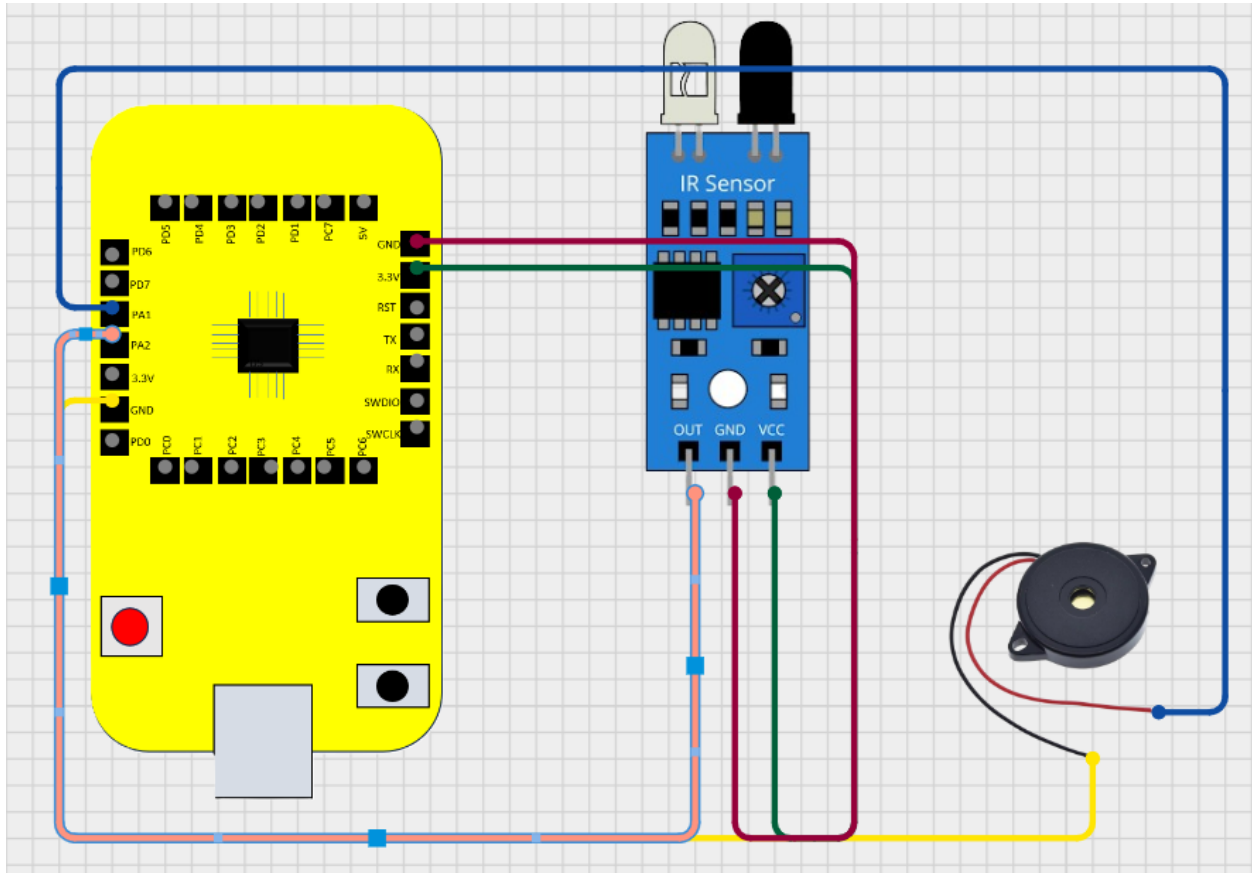 IR Sensor
PD5
PD4
PD3
PD2
PD1
PC7
5V
PD6
PD7
PA1
PA2
3.3V
GND
PD0
GND
3.3V
RST
TX
RX
SWDIO
SWCLK
PC0
PC1
PC2
PC3
PC4
PC5
PC6
OUT GND VCC